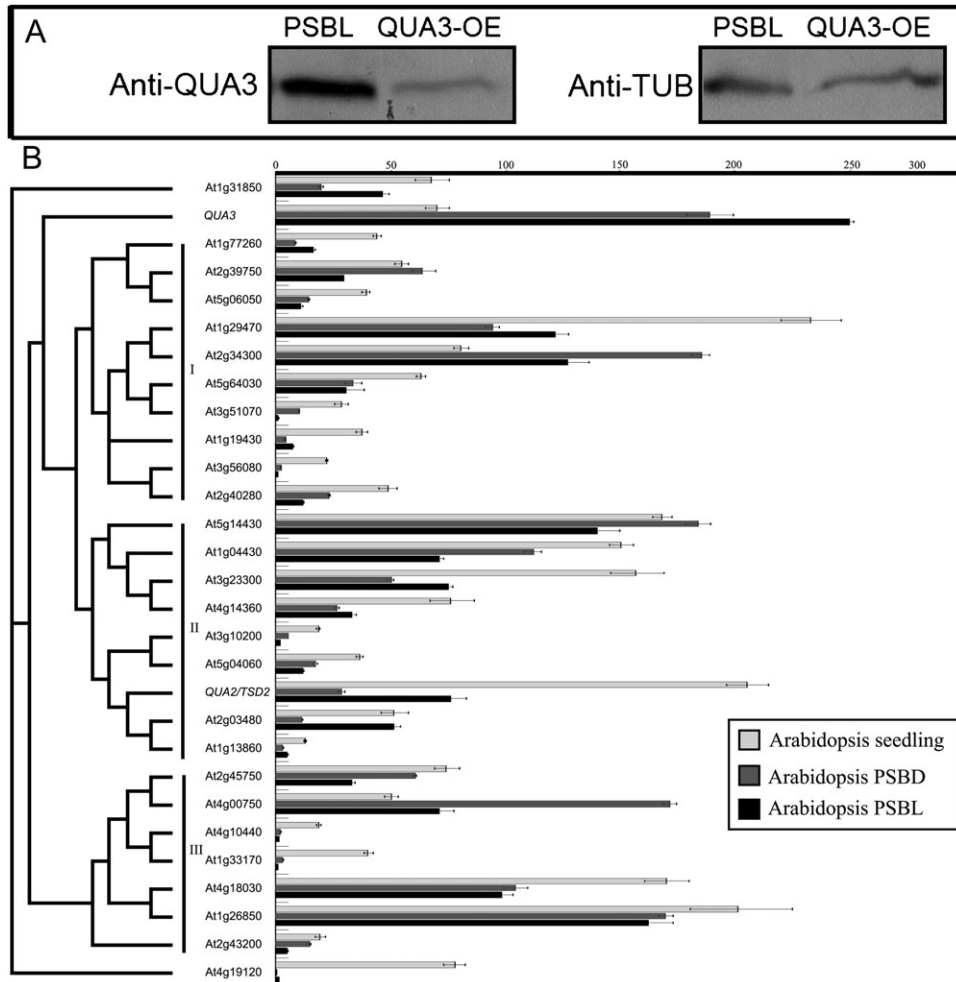 A
PSBL QUA3-OE
PSBL QUA3-OE
Anti-QUA3
Anti-TUB
B
0 50 100 150 200 250 300
At1g31850
QUA3
At1g77260
At2g39750
At5g06050
At1g29470
At2g34300
I
At5g64030
At3g51070
At1g19430
At3g56080
At2g40280
At5g14430
At1g04430
At3g23300
At4g14360
II
At3g10200
At5g04060
QUA2/TSD2
At2g03480
At1g13860
At2g45750
At4g00750
At4g10440
III
At1g33170
At4g18030
At1g26850
At2g43200
At4g19120
Arabidopsis seedling
Arabidopsis PSBD
Arabidopsis PSBL